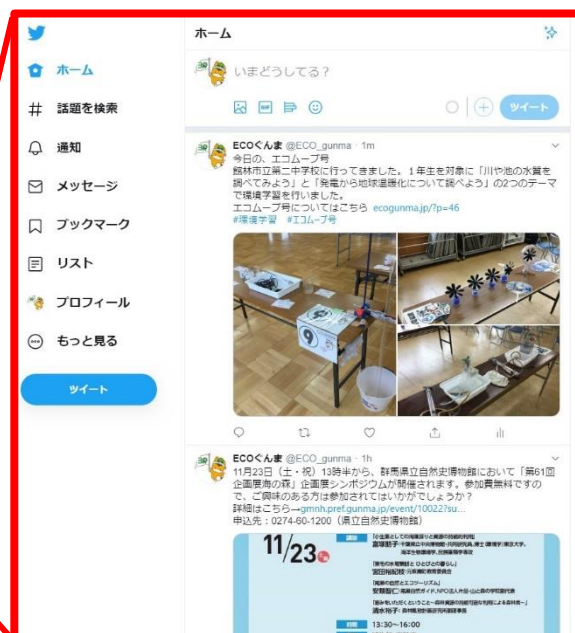 ホーム
いまどうしてる？
GIF
ツイート
ホーム
話題を検索
通知
メッセージ
ブックマーク
リスト
プロフィール
もっと見る
ツイート
ECOぐんま @ECO_gunma · 1m
今日の、エコムーブ号
館林市立第二中学校に行ってきました。１年生を対象に「川や池の水質を
調べてみよう」と「発電から地球温暖化について調べよう」の2つのテーマ
で環境学習を行いました。
エコムーブ号についてはこちら ecogunma.jp/?p=46
#環境学習 #エコムーブ号
9
ECOぐんま @ECO_gunma · 1h
11月23日（土・祝）13時半から、群馬県立自然史博物館において「第61回
企画展海の森」企画展シンポジウムが開催されます。参加費無料ですの
で、ご興味のある方は参加されてはいかがでしょうか？
詳細はこちら→gmnh.pref.gunma.jp/event/10022?su...
申込先：0274-60-1200（県立自然史博物館）
11/23
13:30～16:00